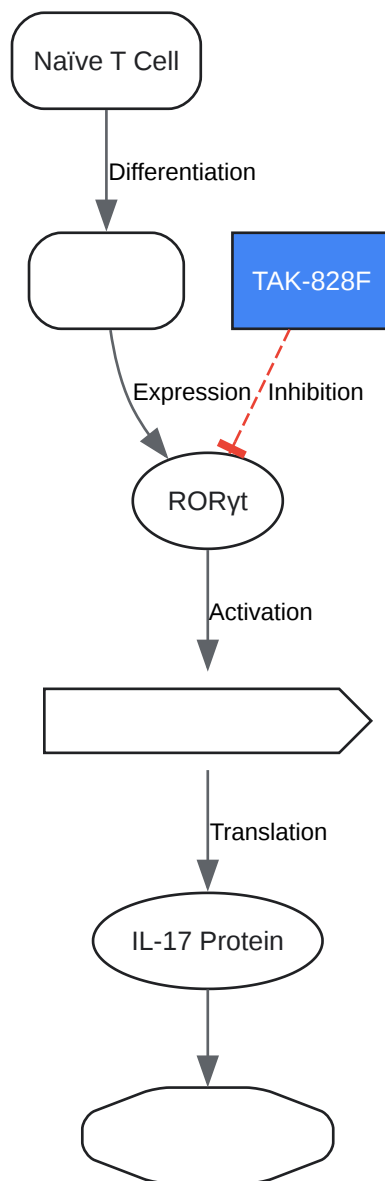 Naïve T Cell
Differentiation
TAK-828F
Expression
Inhibition
RORγt
Activation
Translation
IL-17 Protein